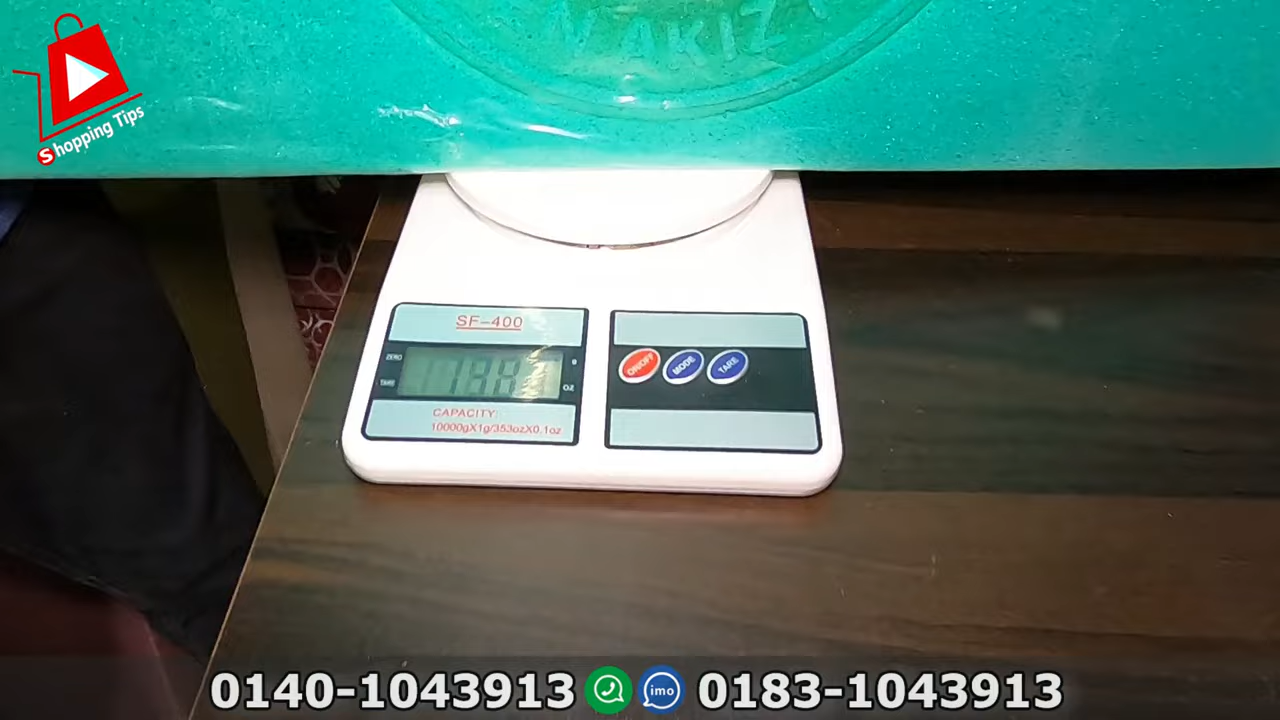 NAKIZ
Shopping Tips
SF-400
ZERO
TARE
OZ
CAPACITY:
10000gX1g/353ozX0.1oz
ON/OFF
MODE
TARE
0140-1043913
imo
0183-1043913